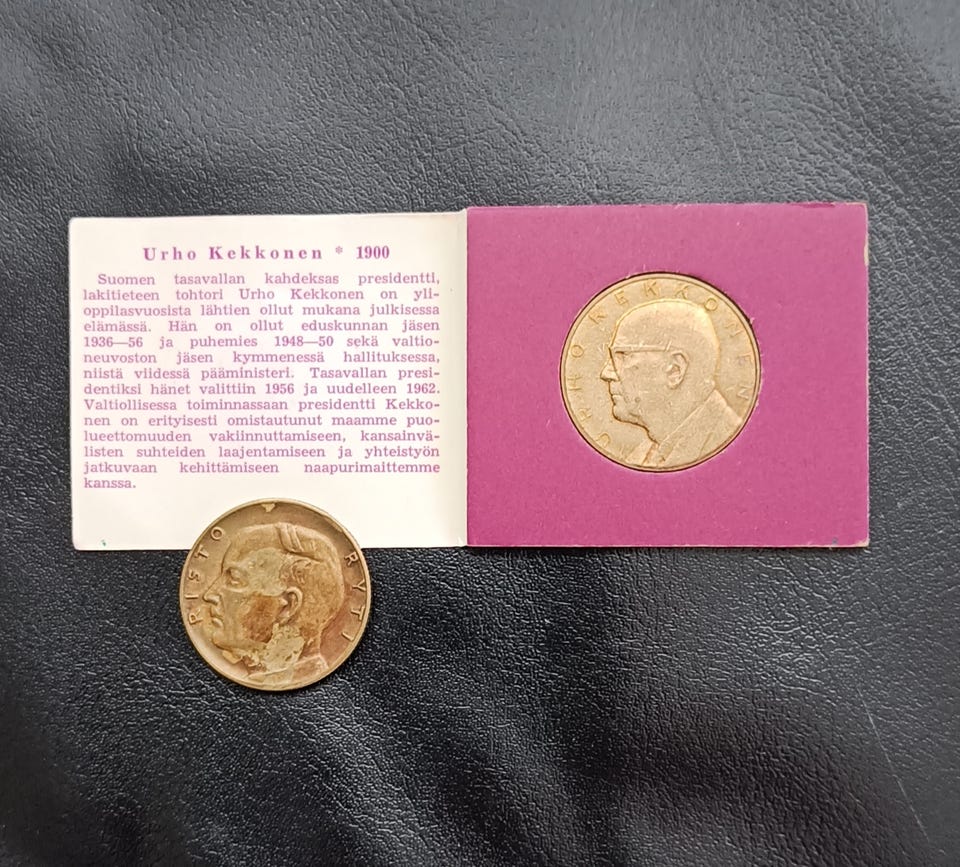 Urho Kekkonen * 1900
Suomen tasavallan kahdeksas presidentti,
lakitieteen tohtori Urho Kekkonen on yli-
oppilasvuosista lähtien ollut mukana julkisessa
elämässä. Hän on ollut eduskunnan jäsen
1936—56 ja puhemies 1948—50 sekä valtio-
neuvoston jäsen kymmenessä hallituksessa,
niistä viidessä pääministeri. Tasavallan presi-
dentiksi hänet valittiin 1956 ja uudelleen 1962.
Valtiollisessa toiminnassaan presidentti Kekko-
nen on erityisesti omistautunut maamme puo-
lueettomuuden vakiinnuttamiseen, kansainvä-
listen suhteiden laajentamiseen ja yhteistyön
jatkuvaan kehittämiseen naapurimaittemme
kanssa.
URHO KEKKONEN
RISTO RYTI